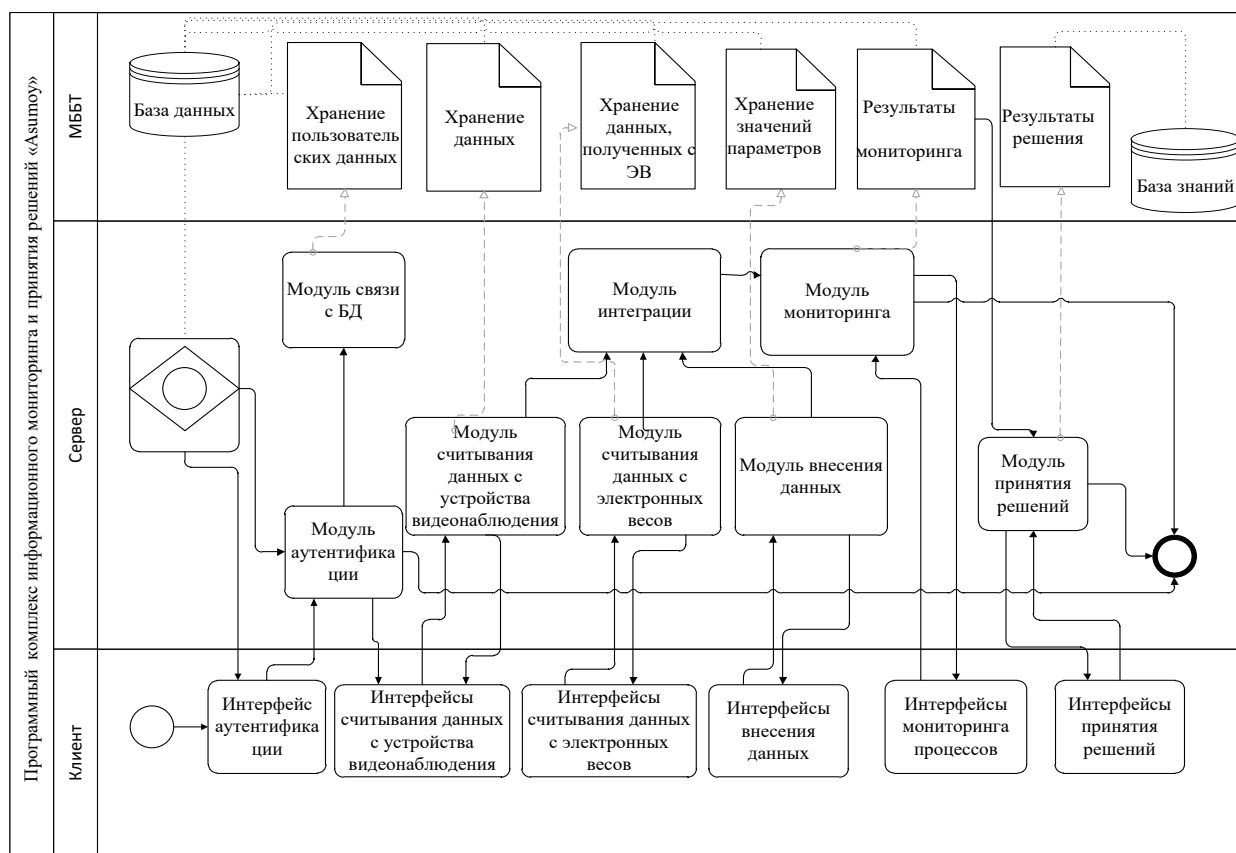 Программный комплекс информационного мониторинга и принятия решений «Asumoy»
МББТ
База данных
Хранение
пользователь
ских данных
Хранение
данных
Хранение
данных,
полученных с
ЭВ
Хранение
значений
параметров
Результаты
мониторинга
Результаты
решения
База знаний
Сервер
Модуль связи
с БД
Модуль
интеграции
Модуль
мониторинга
Модуль
считывания
данных с
устройства
видеонаблюдения
Модуль
считывания
данных с
электронных
весов
Модуль внесения
данных
Модуль
принятия
решений
Модуль
аутентифика
ции
Клиент
Интерфейс
аутентифика
ции
Интерфейсы
считывания данных
с устройства
видеонаблюдения
Интерфейсы
считывания данных
с электронных
весов
Интерфейсы
внесения
данных
Интерфейсы
мониторинга
процессов
Интерфейсы
принятия
решений